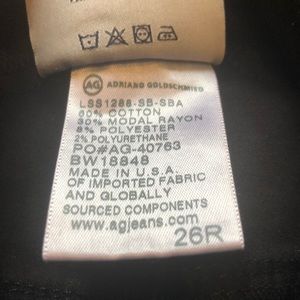 AG ADRIANO GOLDSCHMIED
LSS1288-SB-SBA
60% COTTON
30% MODAL RAYON
8% POLYESTER
2% POLYURETHANE
PO#AG-40763
BW18848
MADE IN U.S.A.
OF IMPORTED FABRIC
AND GLOBALLY
SOURCED COMPONENTS
www.agjeans.com
26R